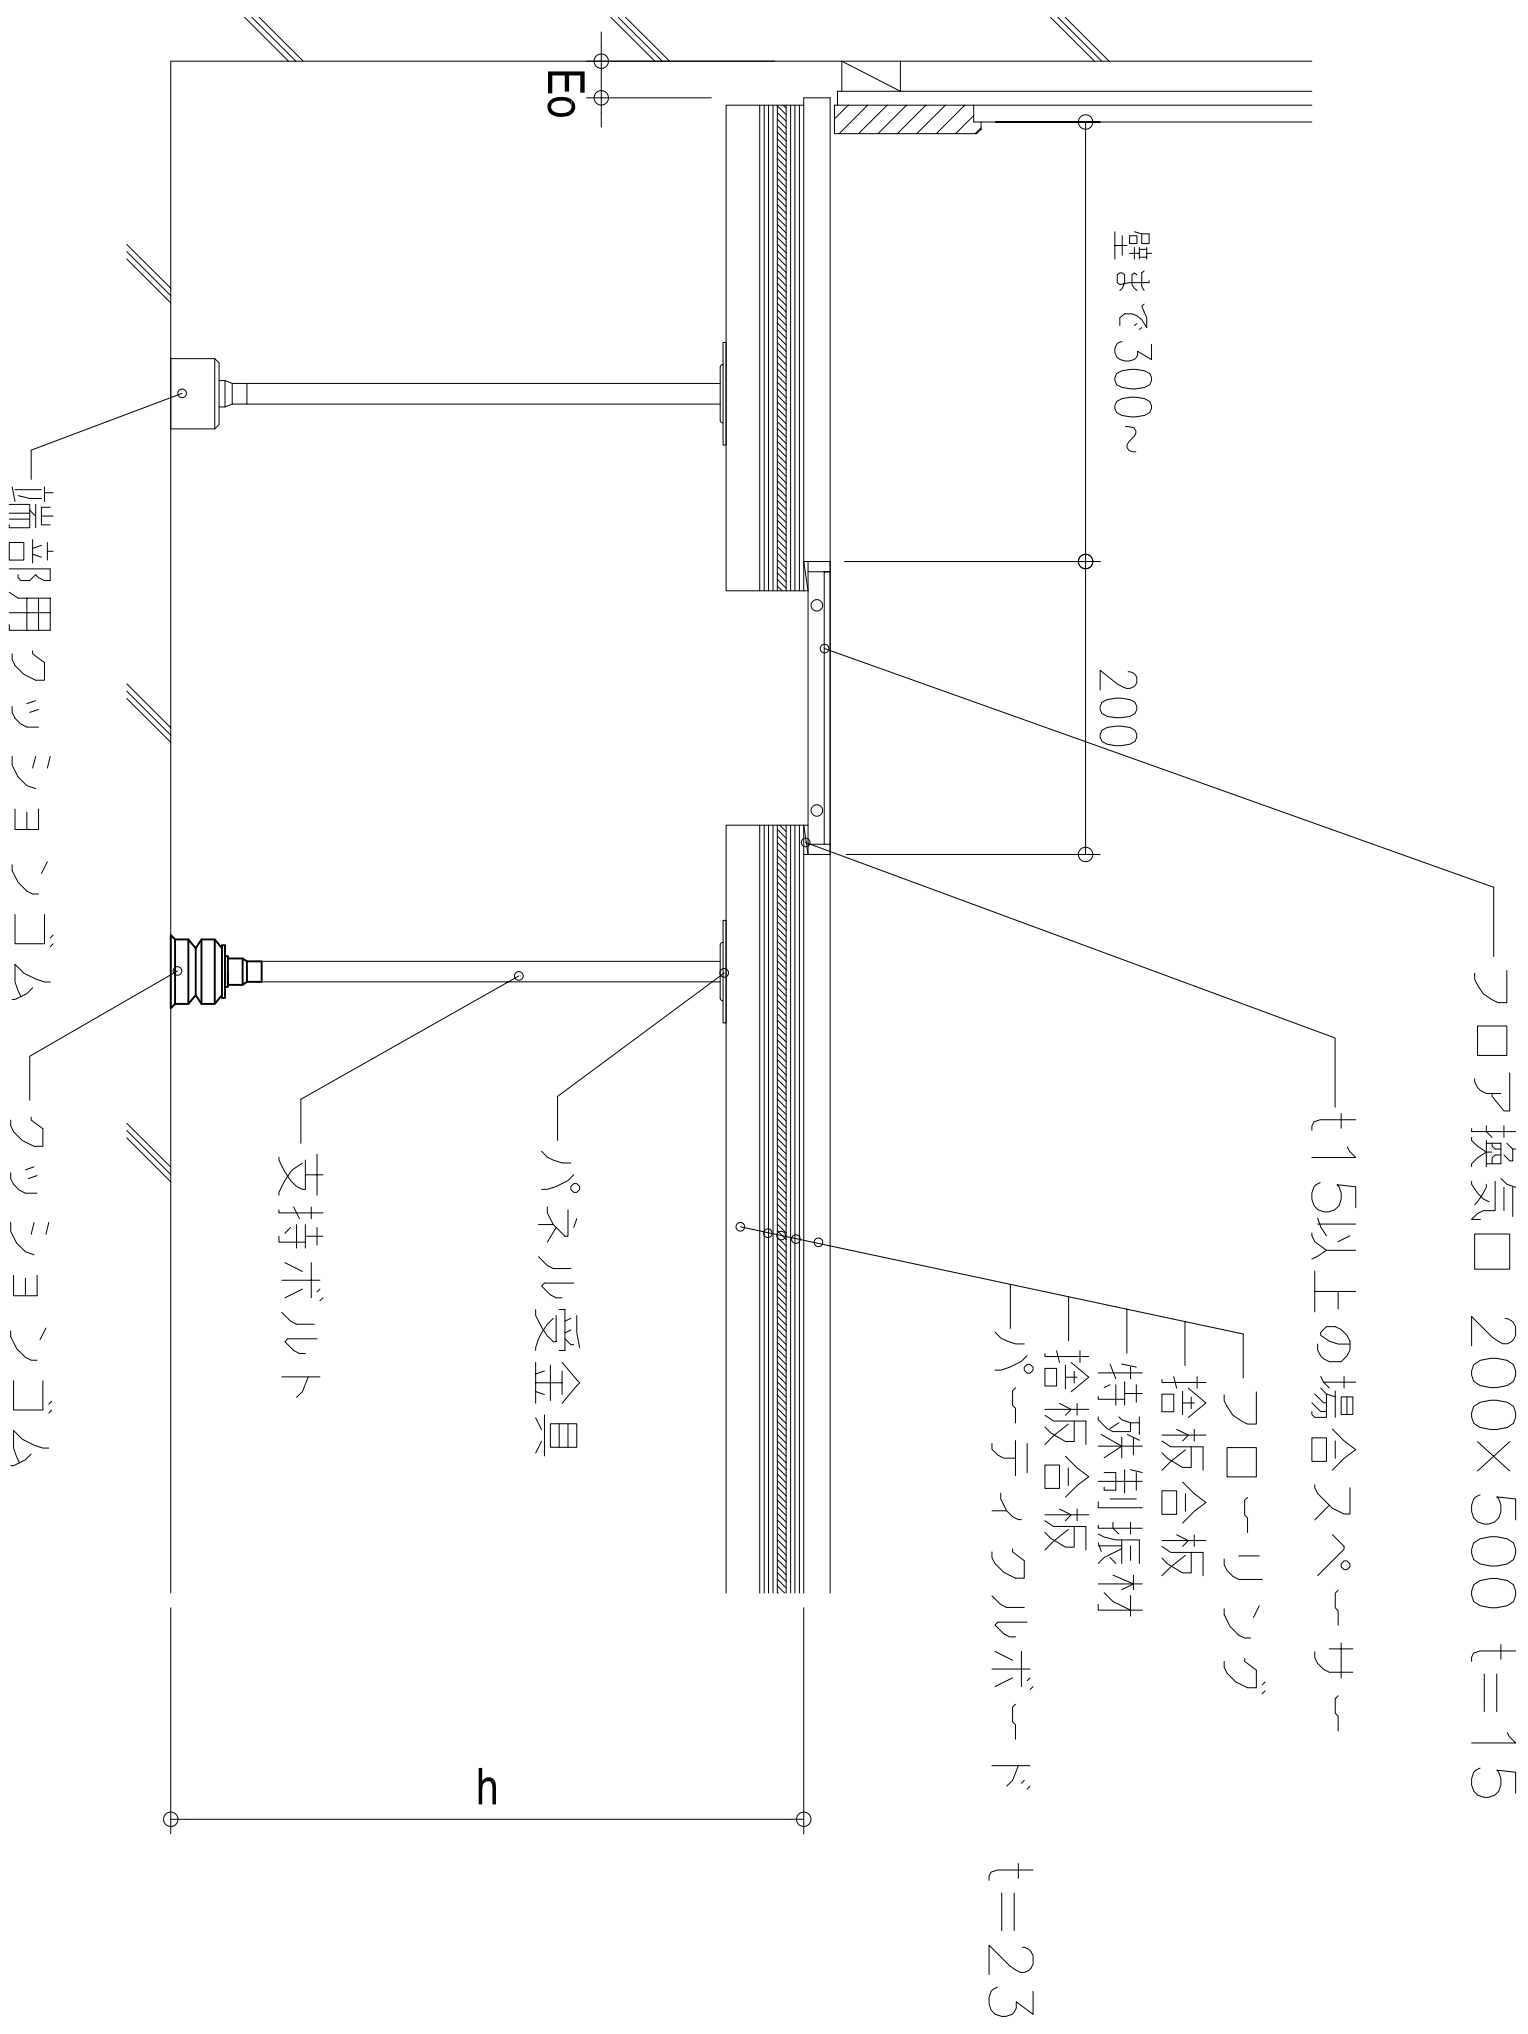 フロア換気口 200×500 t=15
t15以上の場合スペーサー
フローリング
捨板合板
特殊制振材
捨板合板
パーティクルボード t=23
壁まで300~
200
Eo
パネル受金具
支持ボルト
h
端部用クッションゴム
クッションゴム